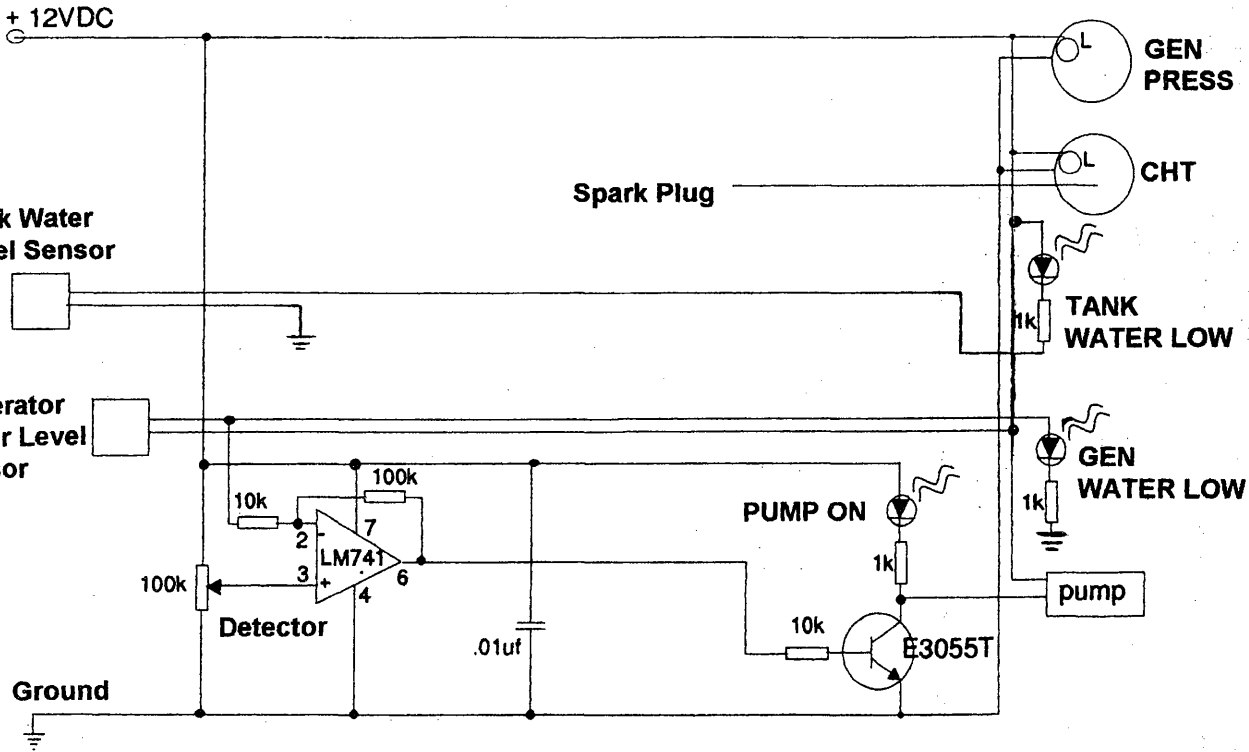 + 12VDC
L
GEN
PRESS
L
CHT
Spark Plug
k Water
el Sensor
1k
TANK
WATER LOW
erator
r Level
sor
GEN
WATER LOW
1k
100k
10k
PUMP ON
2
-
7
LM741
3
+
6
4
1k
100k
pump
Detector
.01uf
10k
E3055T
Ground